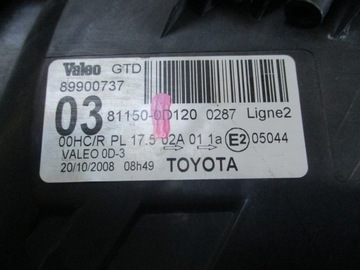 Valeo GTD
89900737
03 81150-0D120 0287 Ligne2
00HC/R PL 17.5 02A 01 1a E2 05044
VALEO 0D-3
20/10/2008 08h49 TOYOTA